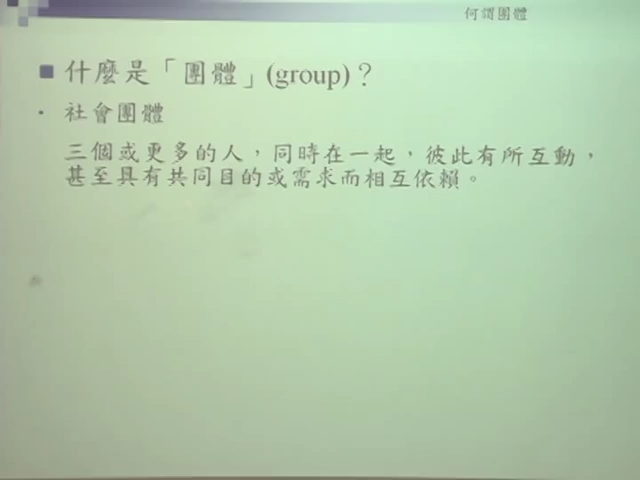 何謂團體
什麼是「團體」(group)？
社會團體
三個或更多的人，同時在一起，彼此有所互動，
甚至具有共同目的或需求而相互依賴。